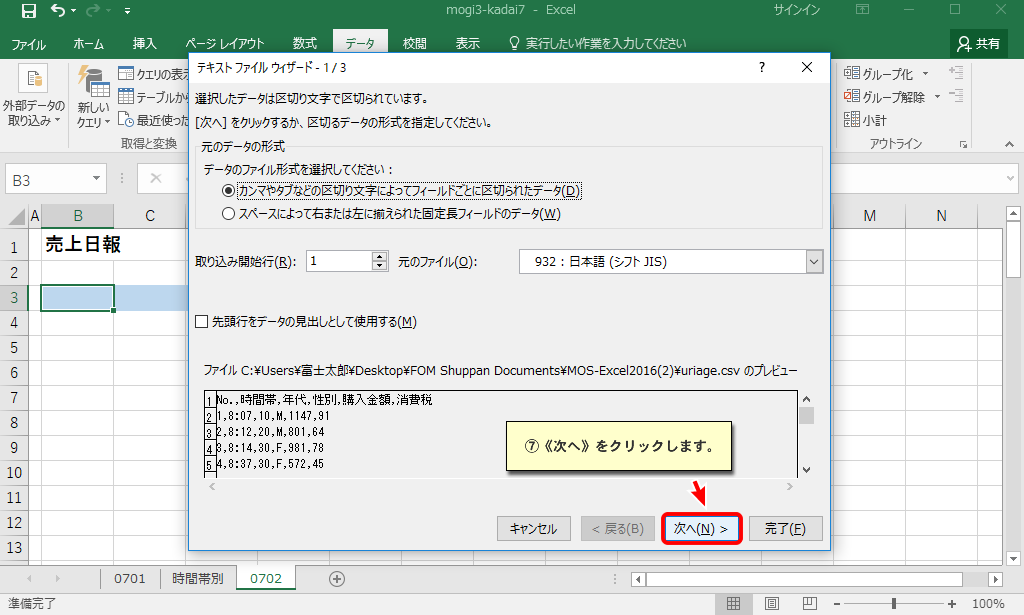 mogi3-kadai7 - Excel
サインイン
ファイル ホーム 挿入 ページ レイアウト 数式 データ 校閲 表示 実行したい作業を入力してください 共有
外部データの
取り込み
新しい
クエリ
クエリの表示
テーブルから
最近使った
取得と変換
グループ化
グループ解除
小計
アウトライン
B3
A B C M N
1 売上日報
2
3
4
5
6
7
8
9
10
11
12
13
テキスト ファイル ウィザード - 1 / 3
選択したデータは区切り文字で区切られています。
[次へ] をクリックするか、区切るデータの形式を指定してください。
元のデータの形式
データのファイル形式を選択してください：
カンマやタブなどの区切り文字によってフィールドごとに区切られたデータ(D)
スペースによって右または左に揃えられた固定長フィールドのデータ(W)
取り込み開始行(R): 1 元のファイル(O): 932 : 日本語 (シフト JIS)
先頭行をデータの見出しとして使用する(M)
ファイル C:¥Users¥富士太郎¥Desktop¥FOM Shuppan Documents¥MOS-Excel2016(2)¥uriage.csv のプレビュー
1 No.,時間帯,年代,性別,購入金額,消費税
2 1,8:07,10,M,1147,91
3 2,8:12,20,M,801,64
4 3,8:14,30,F,981,78
5 4,8:37,30,F,572,45
⑦《次へ》をクリックします。
キャンセル < 戻る(B) 次へ(N) > 完了(F)
0701 時間帯別 0702
準備完了
100%